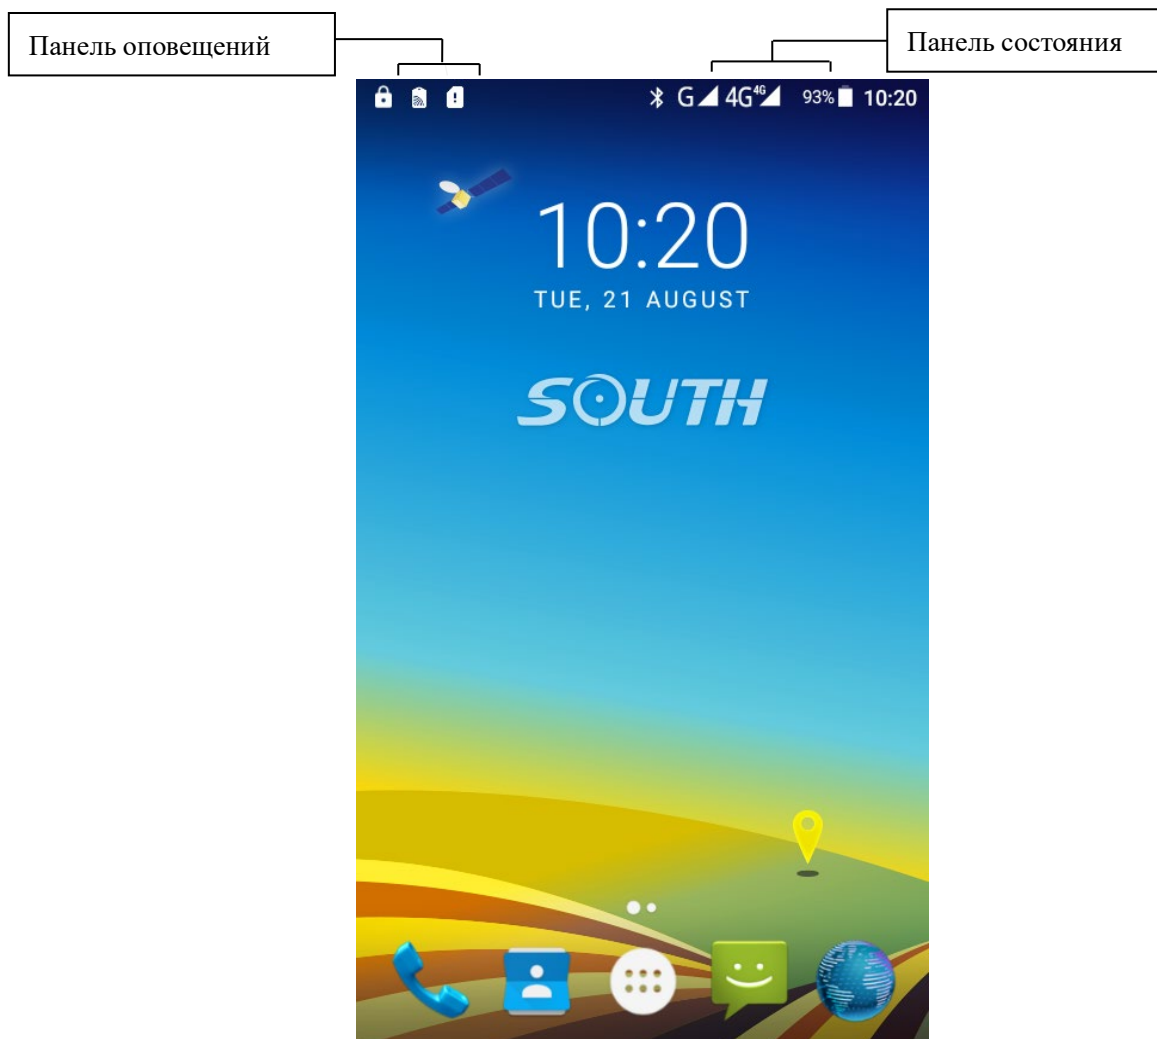 Панель оповещений
Панель состояния
G 4G 4G 93% 10:20
10:20
TUE, 21 AUGUST
SOUTH